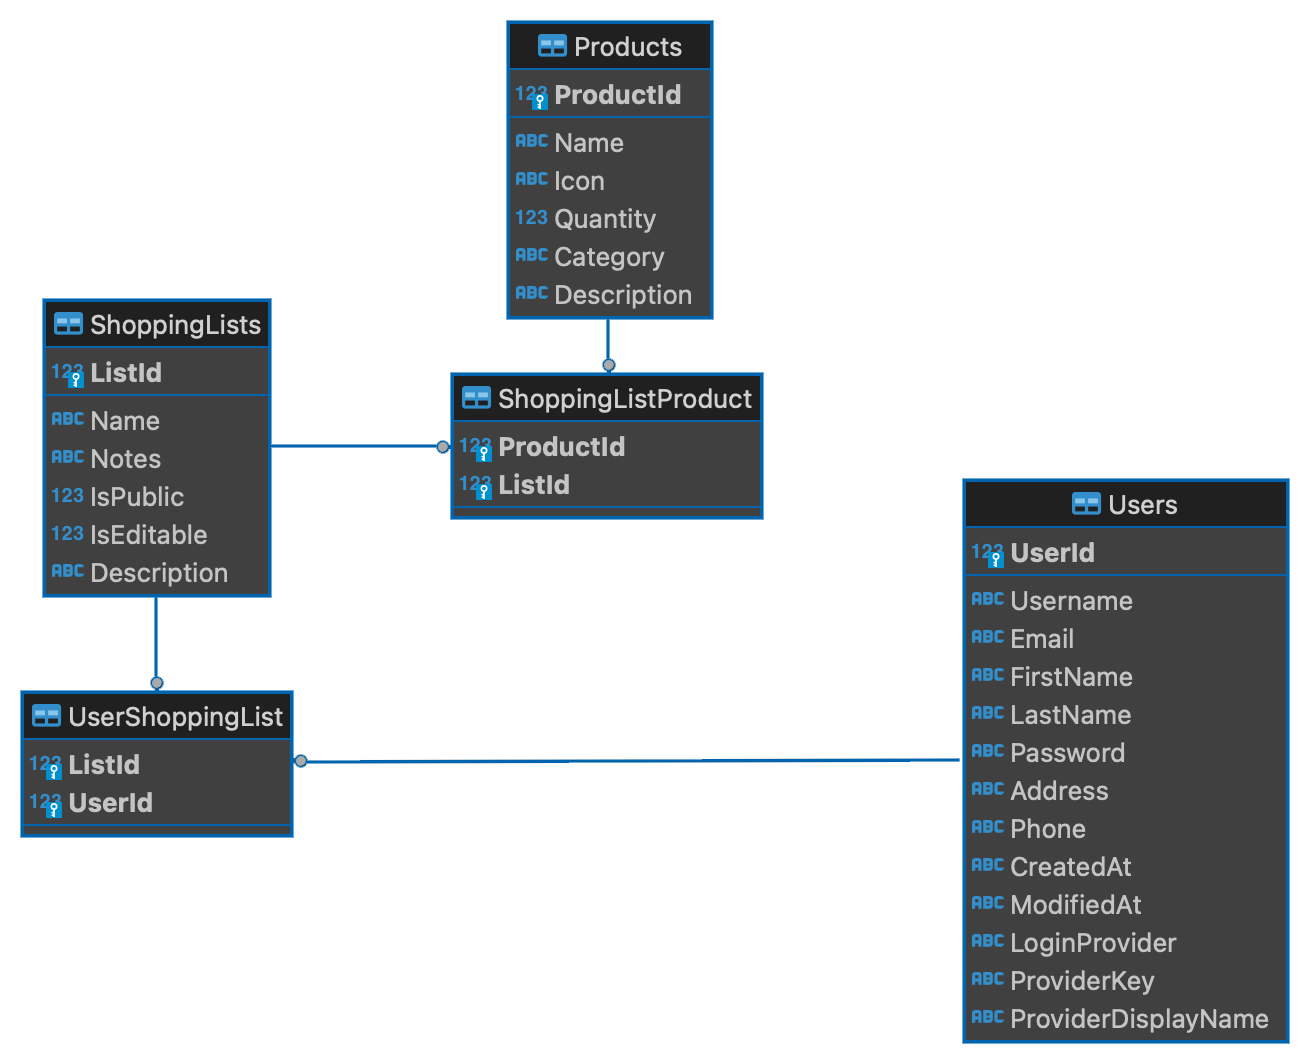 Products
123 ProductId
ABC Name
ABC Icon
123 Quantity
ABC Category
ABC Description
ShoppingLists
123 ListId
ABC Name
ABC Notes
123 IsPublic
123 IsEditable
ABC Description
ShoppingListProduct
123 ProductId
123 ListId
UserShoppingList
123 ListId
123 UserId
Users
123 UserId
ABC Username
ABC Email
ABC FirstName
ABC LastName
ABC Password
ABC Address
ABC Phone
ABC CreatedAt
ABC ModifiedAt
ABC LoginProvider
ABC ProviderKey
ABC ProviderDisplayName